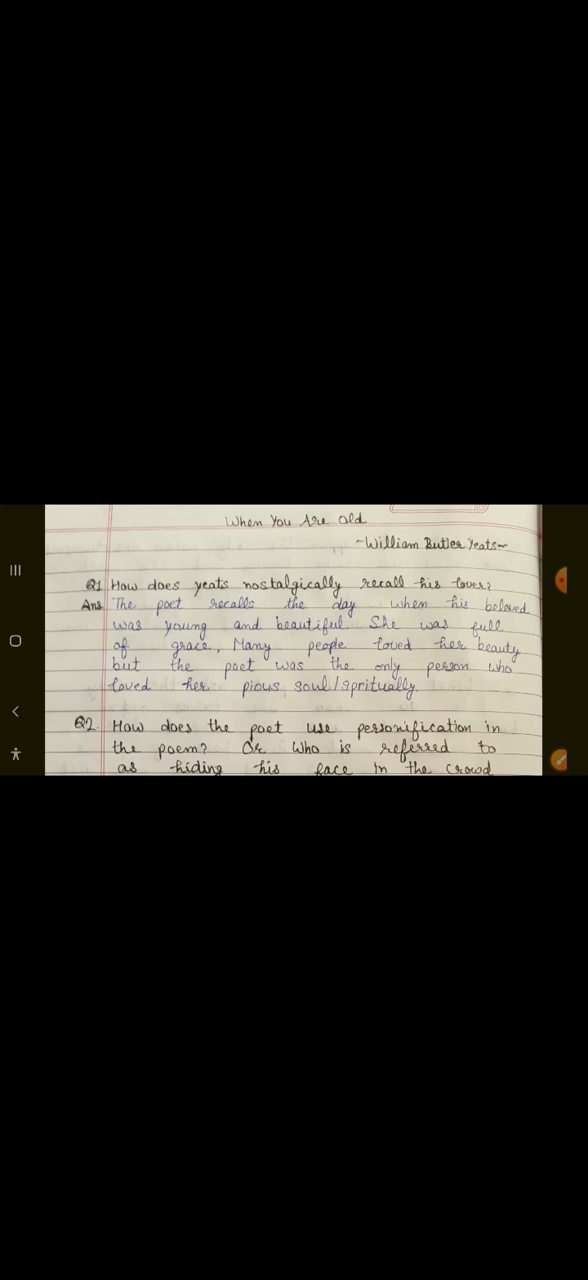 When You Are Old
~William Butler Yeats~
Q1 How does yeats nostalgically recall his lover?
Ans The poet recalls the day when his beloved
was young and beautiful. She was full
of grace, Many people loved her beauty
but the poet was the only person who
loved her pious soul/spritually.
Q2. How does the poet use personification in
the poem? Or Who is referred to
as hiding his face in the crowd